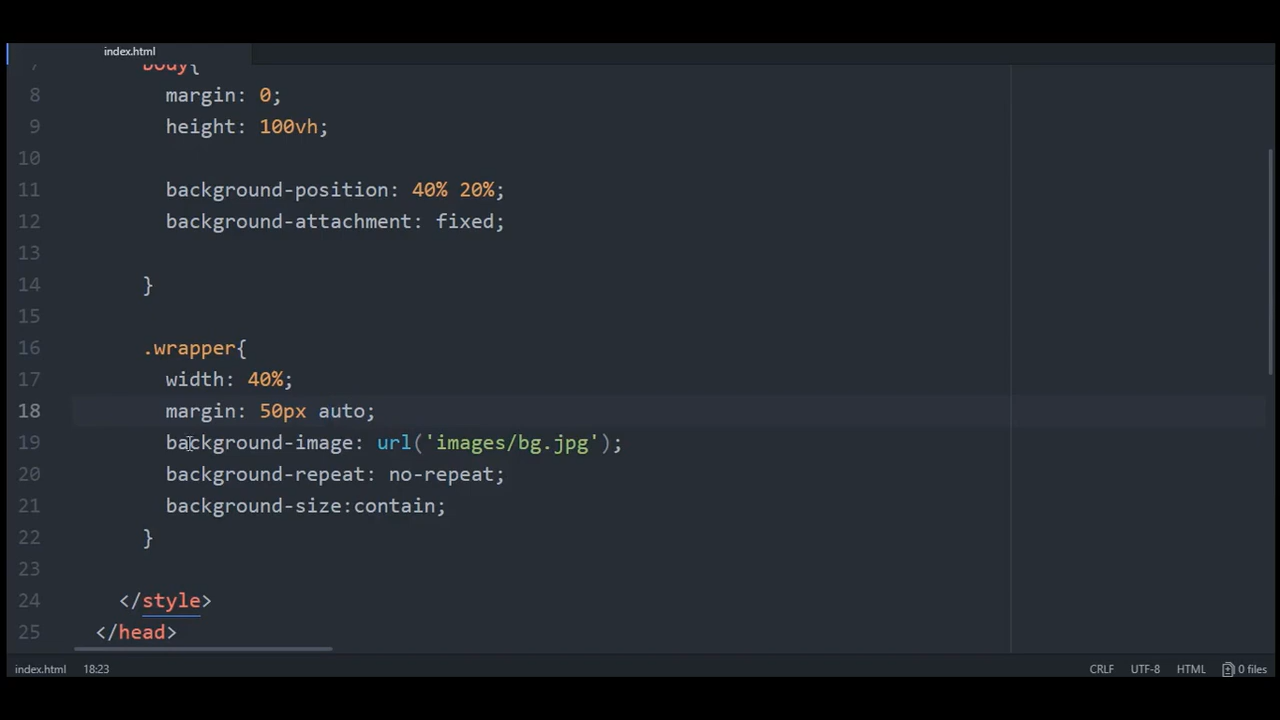 index.html
7 body{
8 margin: 0;
9 height: 100vh;
10
11 background-position: 40% 20%;
12 background-attachment: fixed;
13
14 }
15
16 .wrapper{
17 width: 40%;
18 margin: 50px auto;
19 background-image: url('images/bg.jpg');
20 background-repeat: no-repeat;
21 background-size:contain;
22 }
23
24 </style>
25 </head>
index.html 18:23 CRLF UTF-8 HTML 0 files